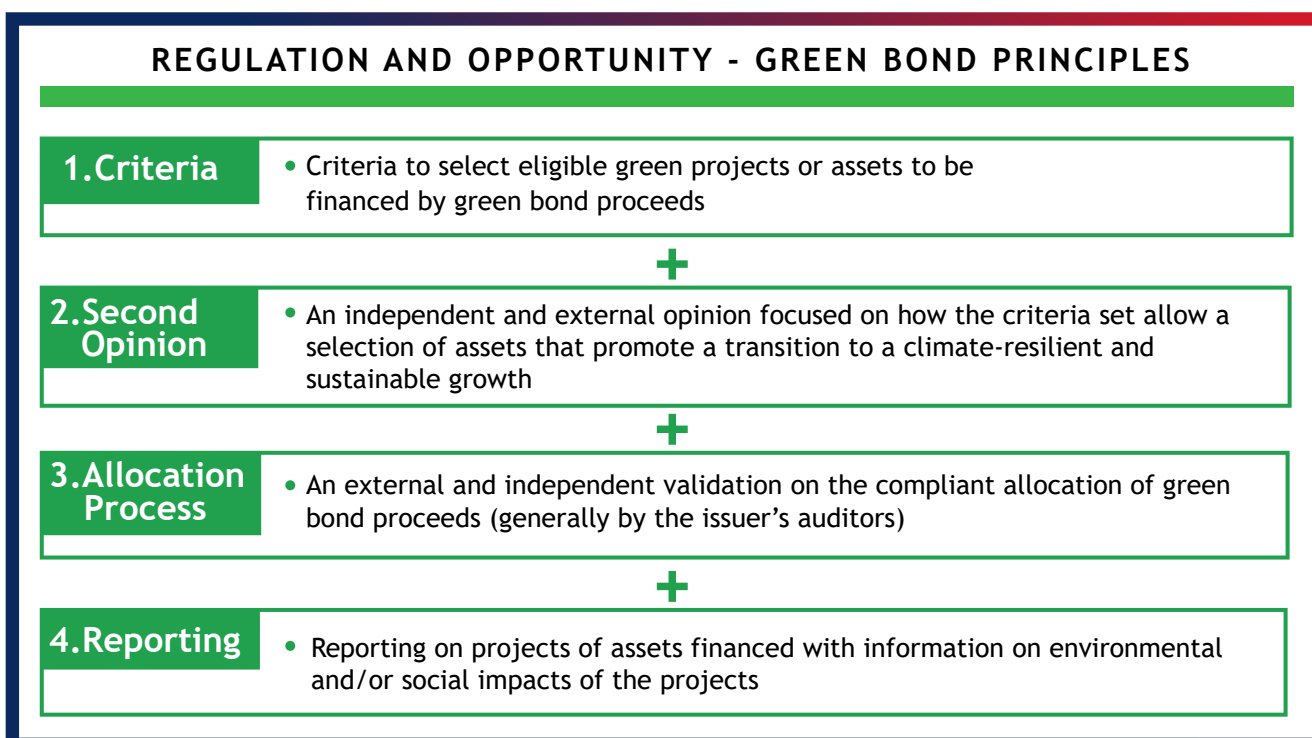 REGULATION AND OPPORTUNITY - GREEN BOND PRINCIPLES
1.Criteria
• Criteria to select eligible green projects or assets to be
financed by green bond proceeds
+
2.Second
Opinion
• An independent and external opinion focused on how the criteria set allow a
selection of assets that promote a transition to a climate-resilient and
sustainable growth
+
3.Allocation
Process
• An external and independent validation on the compliant allocation of green
bond proceeds (generally by the issuer’s auditors)
+
4.Reporting
• Reporting on projects of assets financed with information on environmental
and/or social impacts of the projects